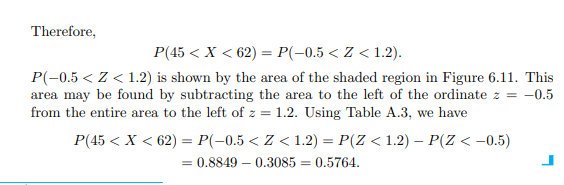 Therefore,
P(45 < X < 62) = P(−0.5 < Z < 1.2).
P(−0.5 < Z < 1.2) is shown by the area of the shaded region in Figure 6.11. This
area may be found by subtracting the area to the left of the ordinate z = −0.5
from the entire area to the left of z = 1.2. Using Table A.3, we have
P(45 < X < 62) = P(−0.5 < Z < 1.2) = P(Z < 1.2) − P(Z < −0.5)
= 0.8849 − 0.3085 = 0.5764.